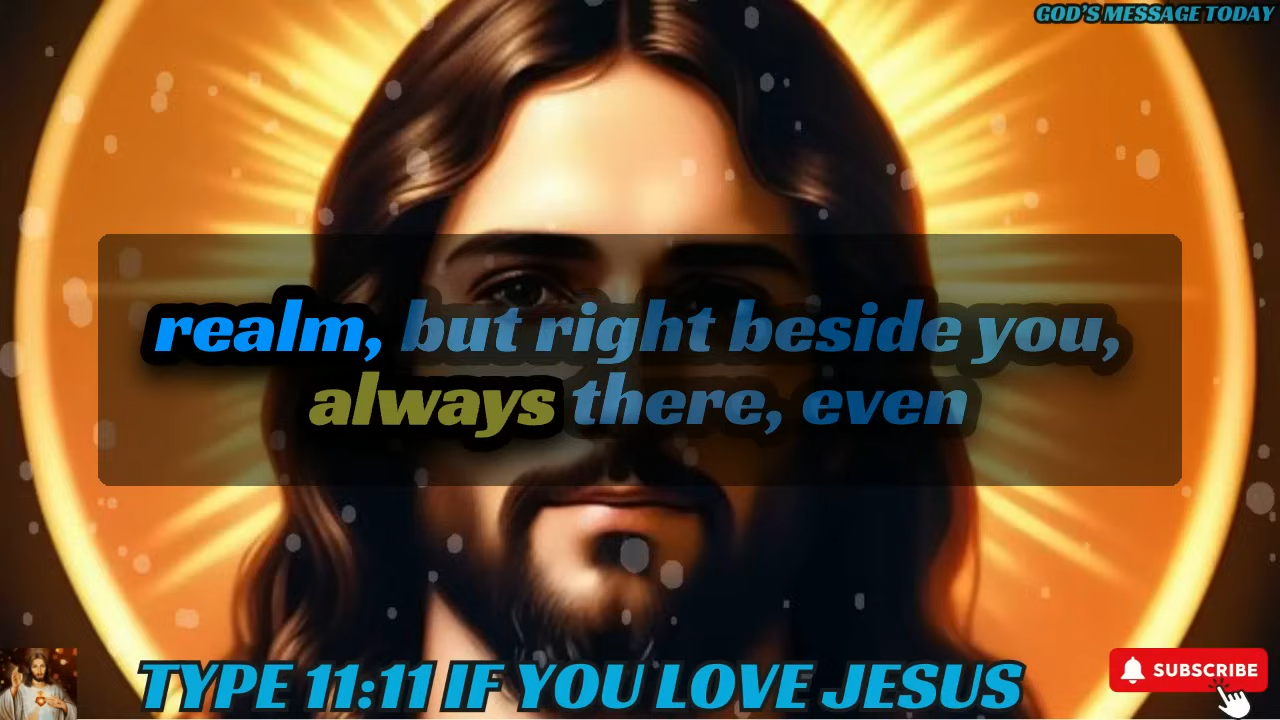 GOD'S MESSAGE TODAY
realm, but right beside you,
always there, even
TYPE 11:11 IF YOU LOVE JESUS
SUBSCRIBE